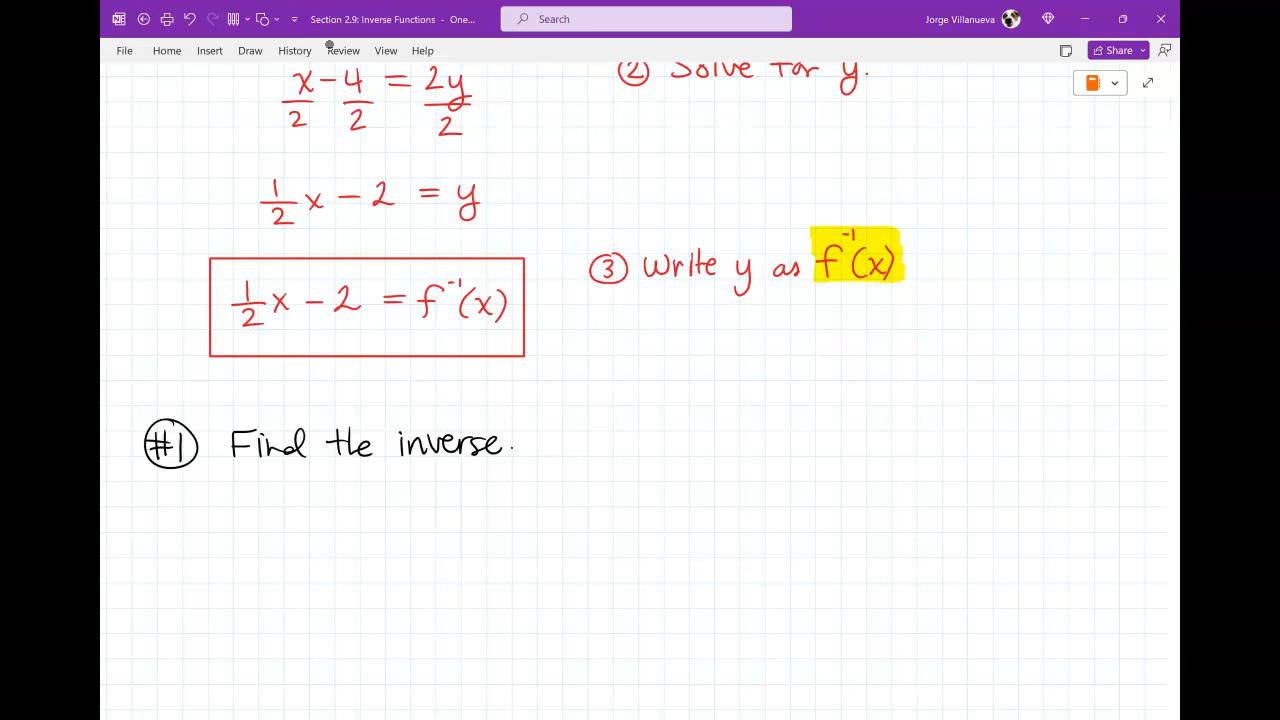 Section 2.9: Inverse Functions - One...
Search
Jorge Villanueva
File Home Insert Draw History Review View Help
Share
x - 4 = 2y
2 2 2
② Solve for y.
1/2 x - 2 = y
③ Write y as f⁻¹(x)
1/2 x - 2 = f⁻¹(x)
#1 Find the inverse.